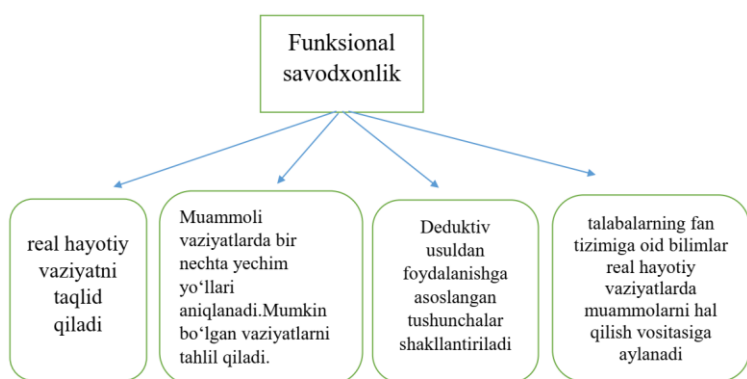 Funksional
savodxonlik
real hayotiy
vaziyatni
taqlid
qiladi
Muammoli
vaziyatlarda bir
nechta yechim
yo‘llari
aniqlanadi.Mumkin
bo‘lgan vaziyatlarni
tahlil qiladi.
Deduktiv
usuldan
foydalanishga
asoslangan
tushunchalar
shakllantiriladi
talabalarning fan
tizimiga oid bilimlar
real hayotiy
vaziyatlarda
muammolarni hal
qilish vositasiga
aylanadi